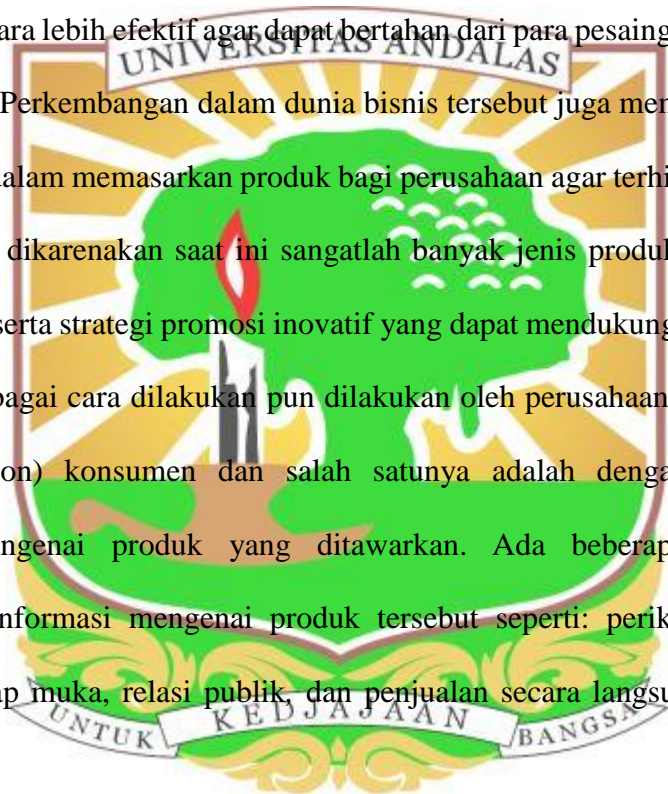 ara lebih efektif agar dapat bertahan dari para pesaing
UNIVERSITAS ANDALAS
Perkembangan dalam dunia bisnis tersebut juga men
dalam memasarkan produk bagi perusahaan agar terhi
dikarenakan saat ini sangatlah banyak jenis produk
serta strategi promosi inovatif yang dapat mendukung
bagai cara dilakukan pun dilakukan oleh perusahaan
on) konsumen dan salah satunya adalah denga
ngenai produk yang ditawarkan. Ada beberap
nformasi mengenai produk tersebut seperti: perik
ap muka, relasi publik, dan penjualan secara langsu
UNTUK KEDJAJAAN BANGSA